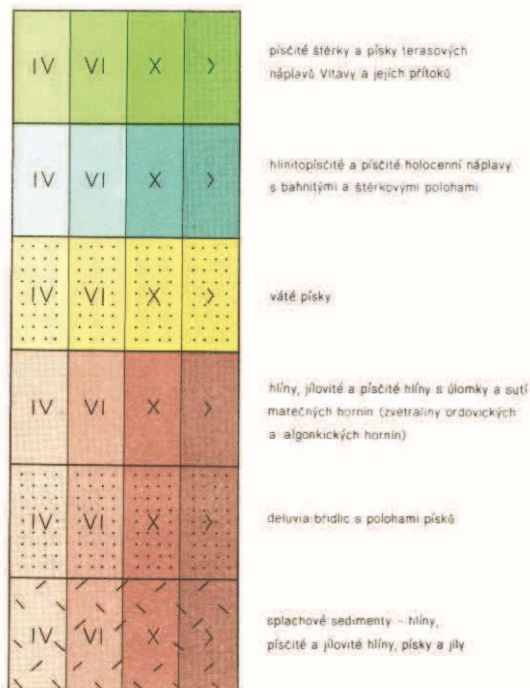 IV VI X >
písčité štěrky a písky terasových
náplavů Vltavy a jejích přítoků
IV VI X >
hlinitopísčité a písčité holocenní náplavy
s bahnitými a štěrkovými polohami
IV VI X >
váté písky
IV VI X >
hlíny, jílovité a písčité hlíny s úlomky a sutí
matečných hornin (zvětraliny ordovických
a algonkických hornin)
IV VI X >
deluvia břidlic s polohami písků
IV VI X >
splachové sedimenty - hlíny,
písčité a jílovité hlíny, písky a jíly